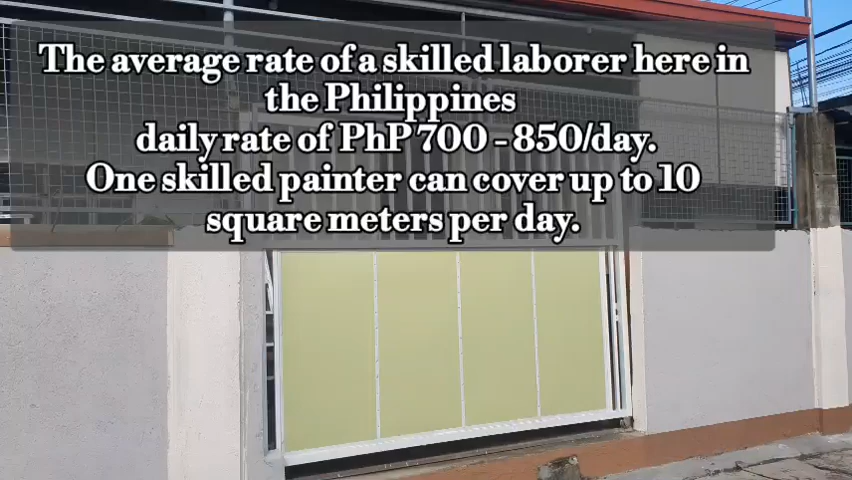 The average rate of a skilled laborer here in
the Philippines
daily rate of PhP 700 - 850/day.
One skilled painter can cover up to 10
square meters per day.